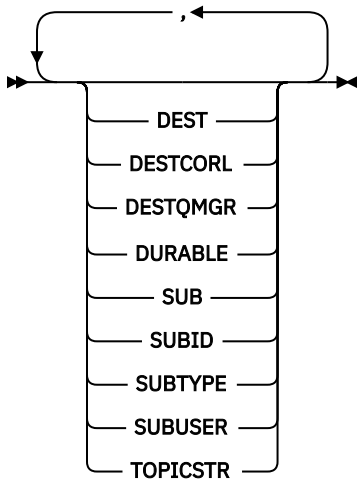 ,
DEST
DESTCORL
DESTQMGR
DURABLE
SUB
SUBID
SUBTYPE
SUBUSER
TOPICSTR